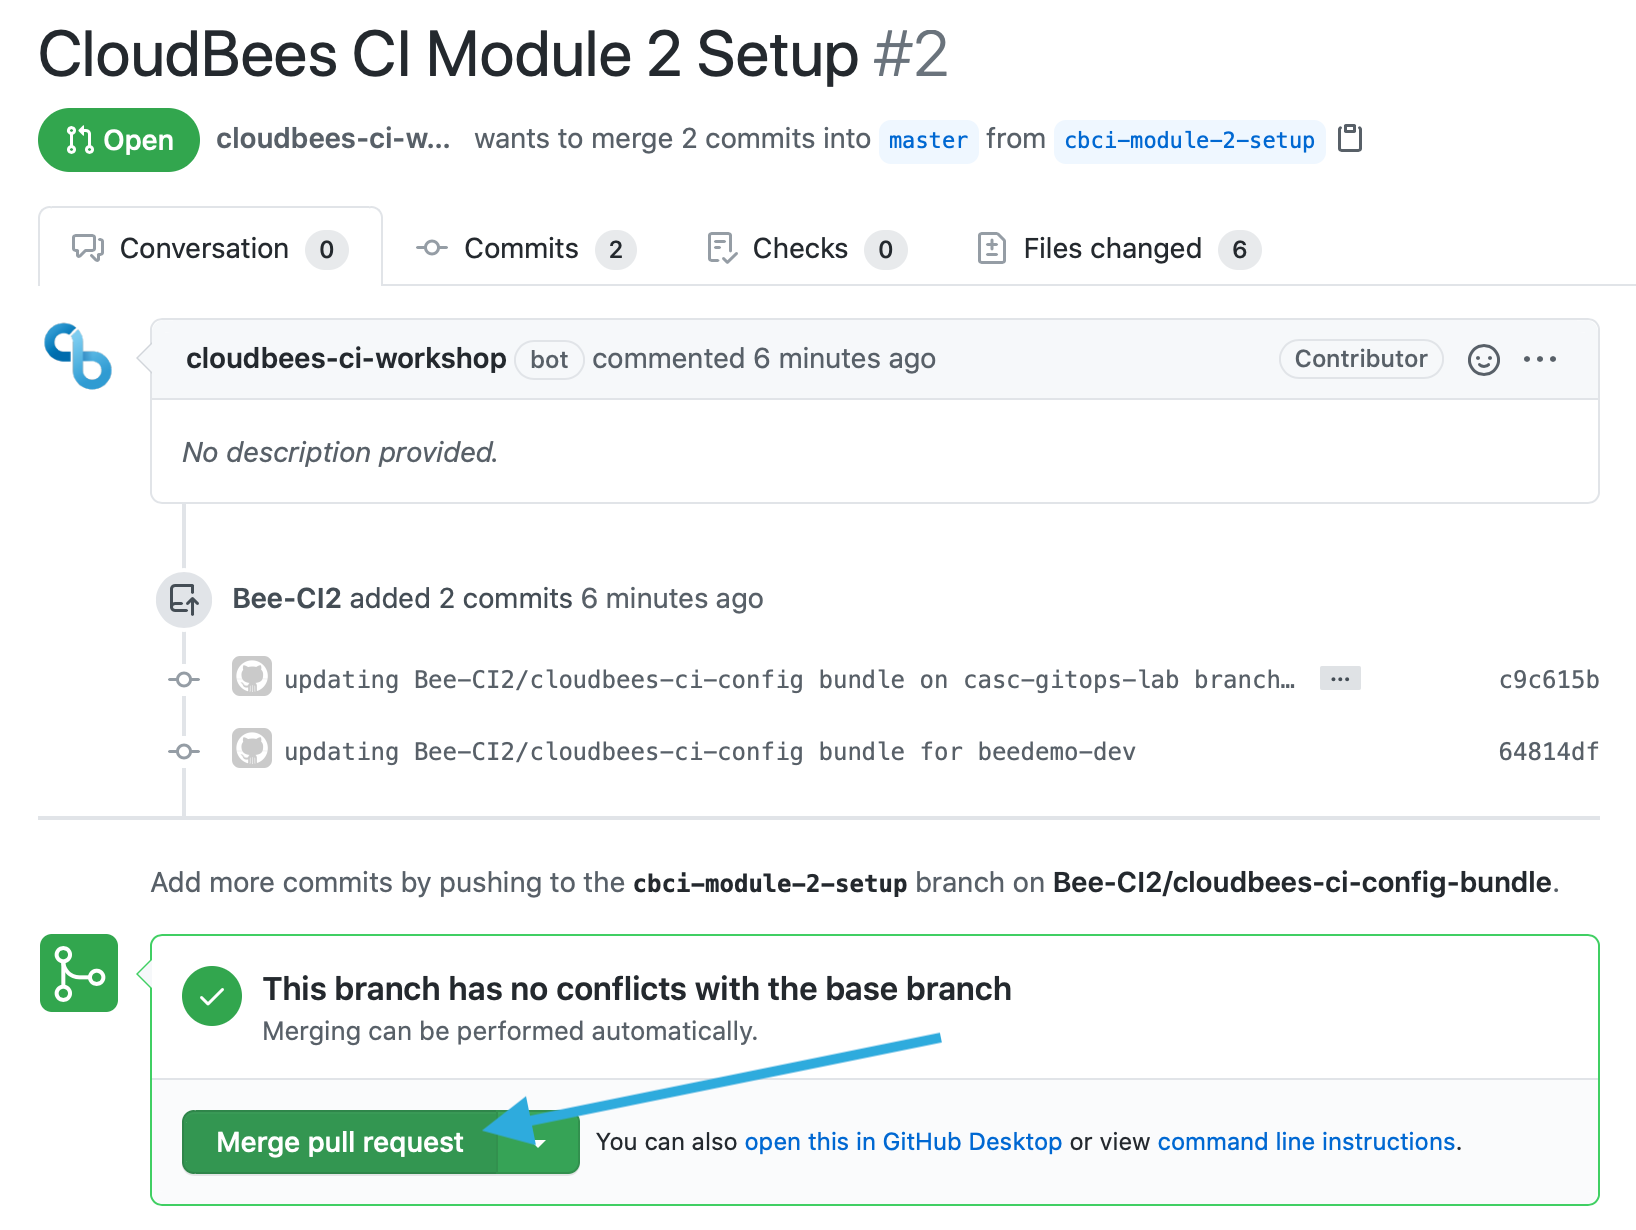 CloudBees CI Module 2 Setup #2
Open cloudbees-ci-w... wants to merge 2 commits into master from cbci-module-2-setup
Conversation 0 Commits 2 Checks 0 Files changed 6
cloudbees-ci-workshop bot commented 6 minutes ago Contributor
No description provided.
Bee-CI2 added 2 commits 6 minutes ago
updating Bee-CI2/cloudbees-ci-config bundle on casc-gitops-lab branch… ... c9c615b
updating Bee-CI2/cloudbees-ci-config bundle for beedemo-dev 64814df
Add more commits by pushing to the cbci-module-2-setup branch on Bee-CI2/cloudbees-ci-config-bundle.
This branch has no conflicts with the base branch
Merging can be performed automatically.
Merge pull request You can also open this in GitHub Desktop or view command line instructions.